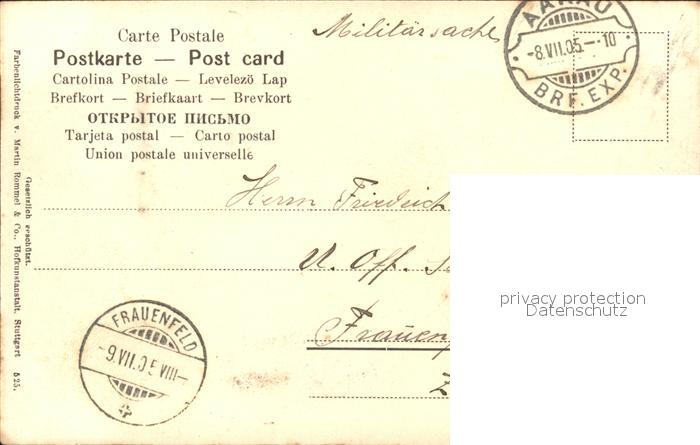 Carte Postale
Postkarte — Post card
Cartolina Postale — Levelezö Lap
Brefkort — Briefkaart — Brevkort
ОТКРЫТОЕ ПИСЬМО
Tarjeta postal — Carto postal
Union postale universelle
Militärsache
AARAU
-8.VII.05.--10
BRF. EXP.
Herrn Friedrich
U. Off.
Frauen
FRAUENFELD
-9.VII.05 VIII-
privacy protection
Datenschutz
Farbenlichtdruck v. Martin Rommel & Co., Hofkunstanstalt, Stuttgart 525.
Gesetzlich geschützt.